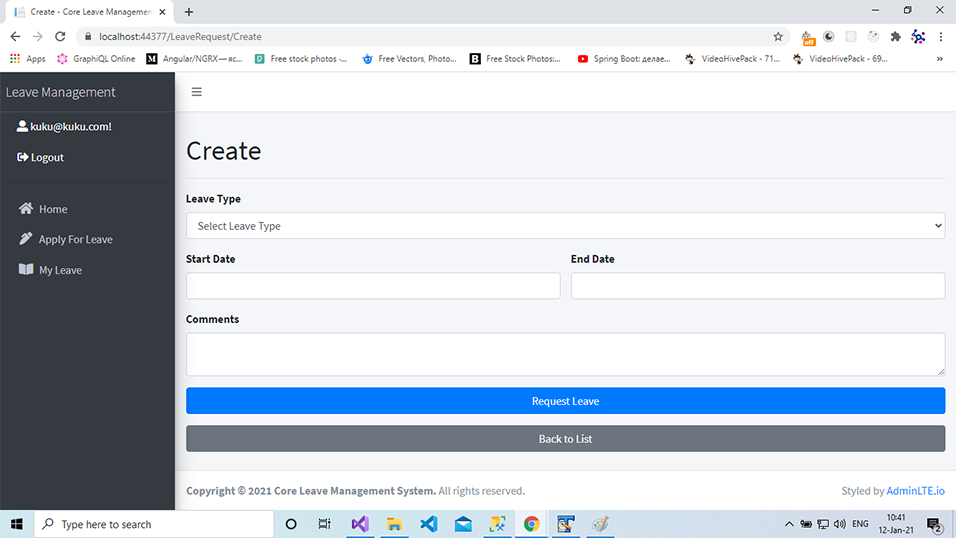 Create - Core Leave Managemen
localhost:44377/LeaveRequest/Create
off
Apps
GraphiQL Online
Angular/NGRX — яс...
Free stock photos ·...
Free Vectors, Photo...
Free Stock Photos:...
Spring Boot: делае...
VideoHivePack - 71...
VideoHivePack - 69...
»
Leave Management
kuku@kuku.com!
Logout
Home
Apply For Leave
My Leave
Create
Leave Type
Select Leave Type
Start Date End Date
Comments
Request Leave
Back to List
Copyright © 2021 Core Leave Management System. All rights reserved.
Styled by AdminLTE.io
Type here to search
ENG
10:41
12-Jan-21
2